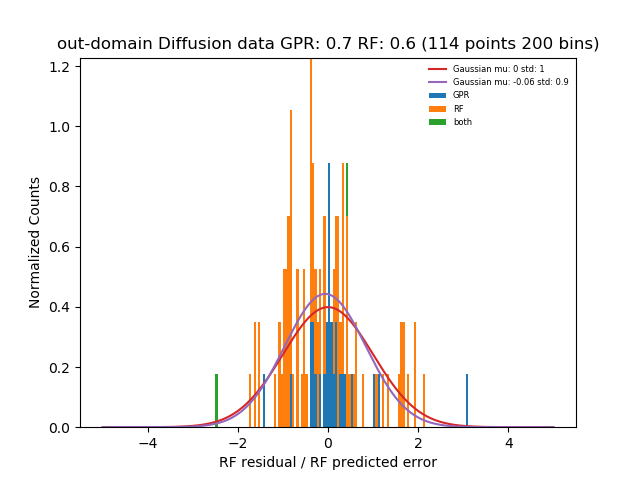 out-domain Diffusion data GPR: 0.7 RF: 0.6 (114 points 200 bins)
Gaussian mu: 0 std: 1
Gaussian mu: -0.06 std: 0.9
GPR
RF
both
Normalized Counts
1.2
1.0
0.8
0.6
0.4
0.2
0.0
−4
−2
0
2
4
RF residual / RF predicted error